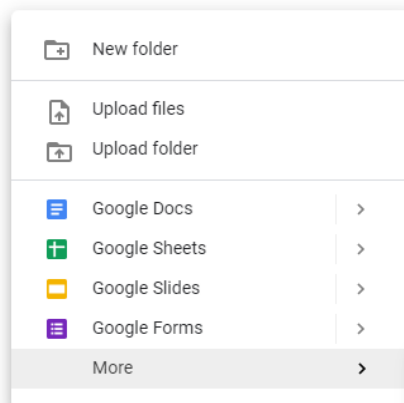 New folder
Upload files
Upload folder
Google Docs
Google Sheets
Google Slides
Google Forms
More